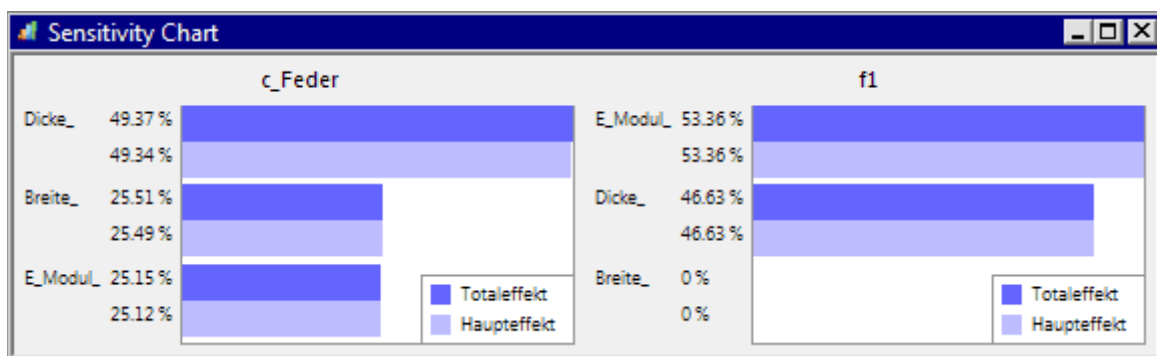 Sensitivity Chart
c_Feder
Dicke_ 49.37 %
49.34 %
Breite_ 25.51 %
25.49 %
E_Modul_ 25.15 %
25.12 %
Totaleffekt
Haupteffekt
f1
E_Modul_ 53.36 %
53.36 %
Dicke_ 46.63 %
46.63 %
Breite_ 0 %
0 %
Totaleffekt
Haupteffekt